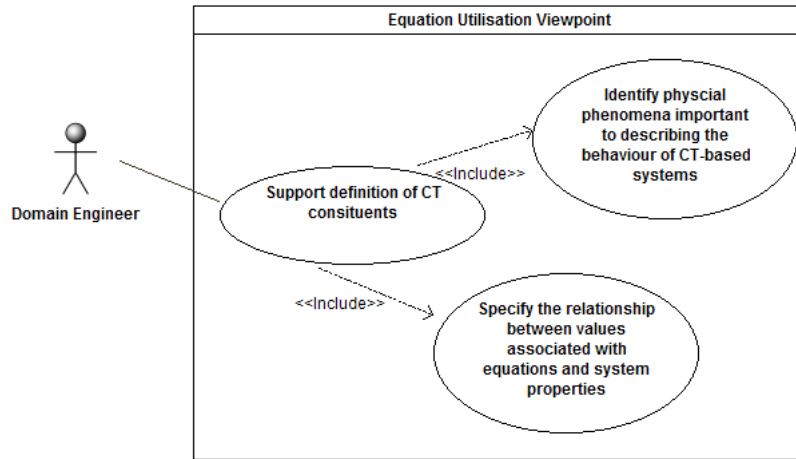 Equation Utilisation Viewpoint
Identify physcial
phenomena important
to describing the
behaviour of CT-based
systems
<<Include>>
Support definition of CT
consituents
Domain Engineer
<<Include>>
Specify the relationship
between values
associated with
equations and system
properties